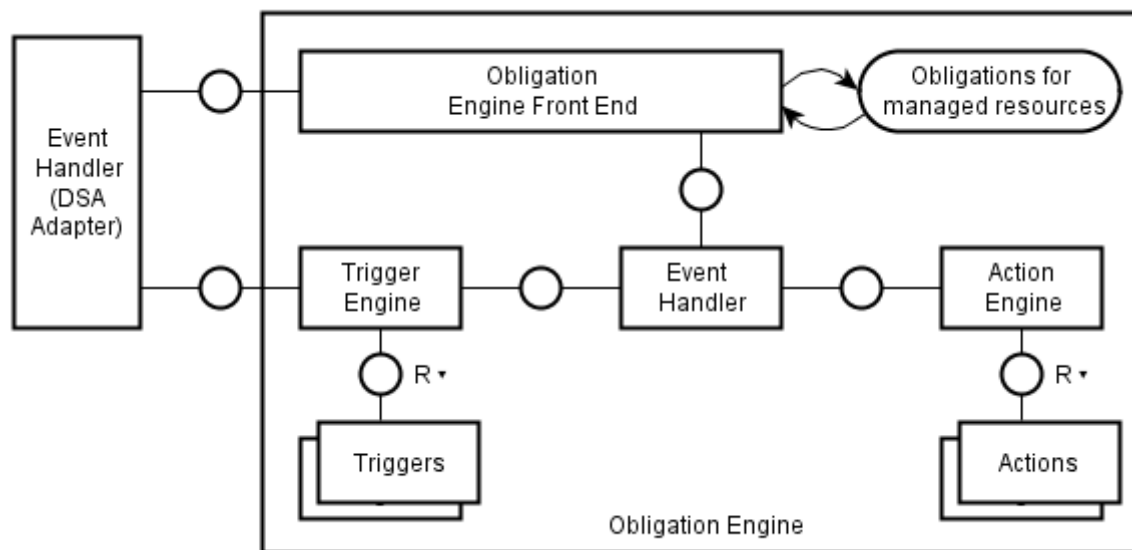 Event
Handler
(DSA
Adapter)
Obligation
Engine Front End
Obligations for
managed resources
Trigger
Engine
Event
Handler
Action
Engine
R ▾
R ▾
Triggers
Actions
Obligation Engine